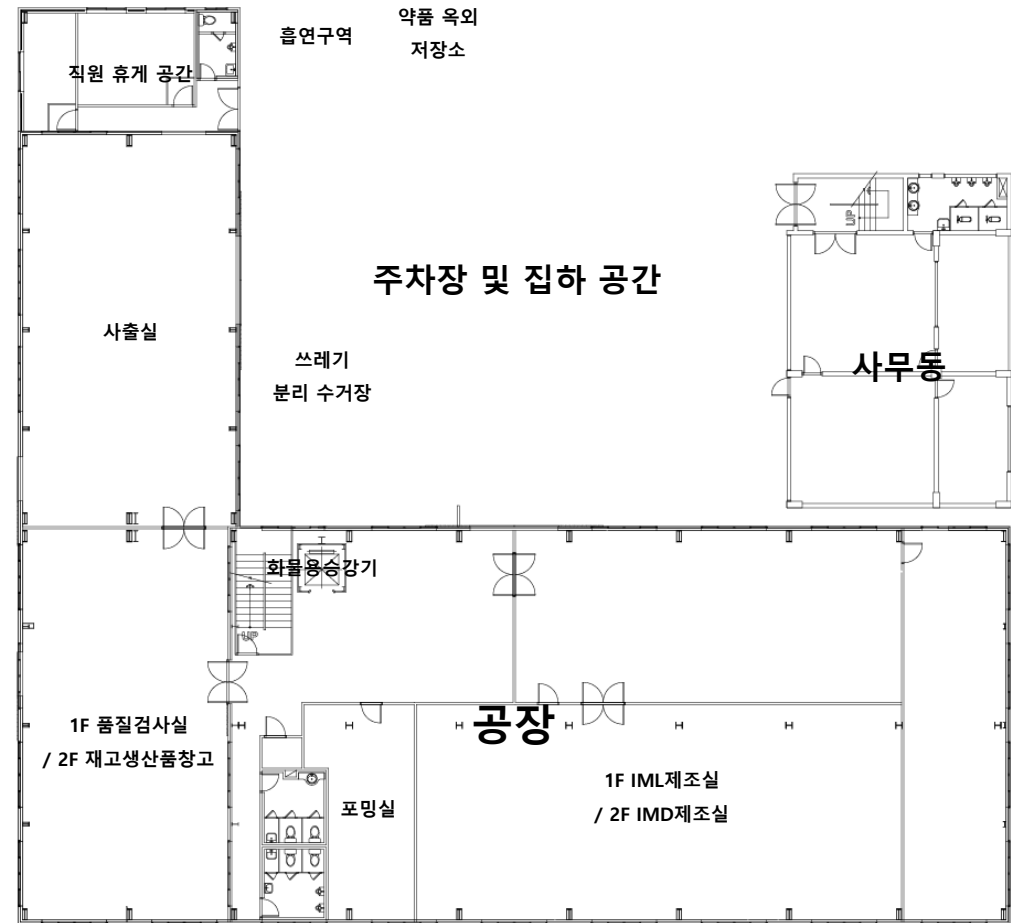 약품 옥외
저장소
흡연구역
직원 휴게 공간
UP
주차장 및 집하 공간
사출실
쓰레기
분리 수거장
사무동
화물용승강기
UP
1F 품질검사실
/ 2F 재고생산품창고
공장
1F IML제조실
/ 2F IMD제조실
포밍실